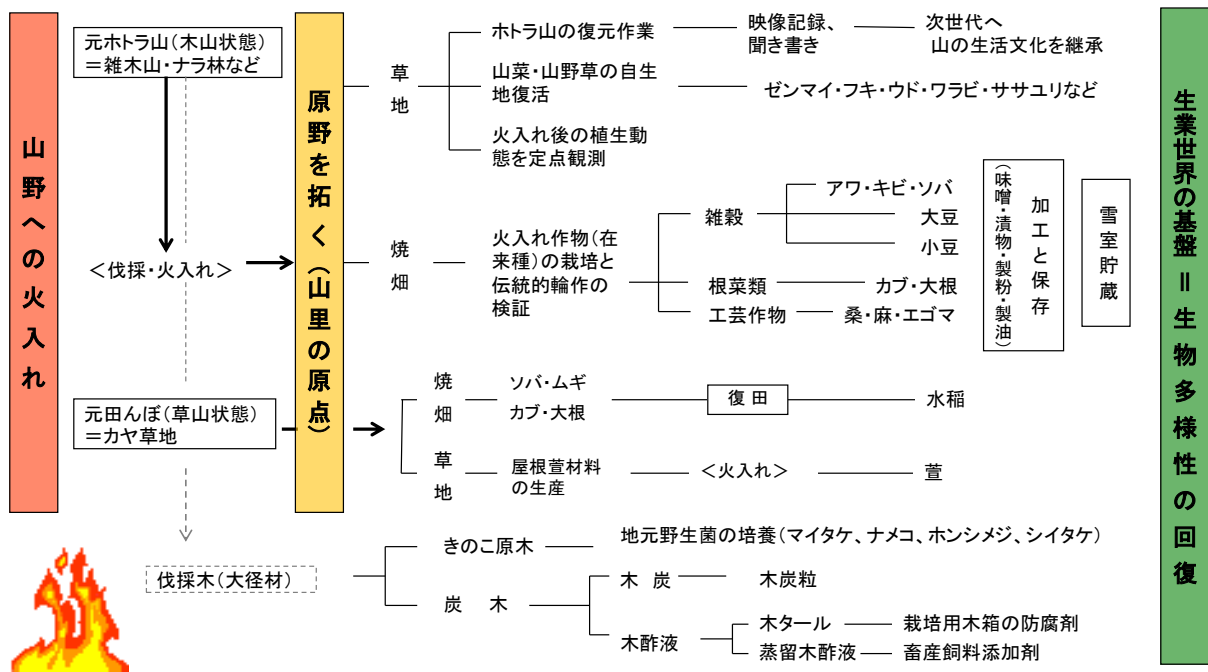 山野への火入れ
元ホトラ山（木山状態）
＝雑木山・ナラ林など
＜伐採・火入れ＞
元田んぼ（草山状態）
＝カヤ草地
伐採木（大径材）
原野を拓く（山里の原点）
草地
ホトラ山の復元作業
映像記録、
聞き書き
次世代へ
山の生活文化を継承
山菜・山野草の自生
地復活
ゼンマイ・フキ・ウド・ワラビ・ササユリなど
火入れ後の植生動
態を定点観測
焼畑
火入れ作物（在
来種）の栽培と
伝統的輪作の
検証
雑穀
アワ・キビ・ソバ
大豆
小豆
根菜類
カブ・大根
工芸作物
桑・麻・エゴマ
加工と保存
（味噌・漬物・製粉・製油）
雪室貯蔵
焼畑
ソバ・ムギ
カブ・大根
復田
水稲
草地
屋根萱材料
の生産
＜火入れ＞
萱
きのこ原木
地元野生菌の培養（マイタケ、ナメコ、ホンシメジ、シイタケ）
炭木
木炭
木炭粒
木酢液
木タール
栽培用木箱の防腐剤
蒸留木酢液
畜産飼料添加剤
生業世界の基盤＝生物多様性の回復